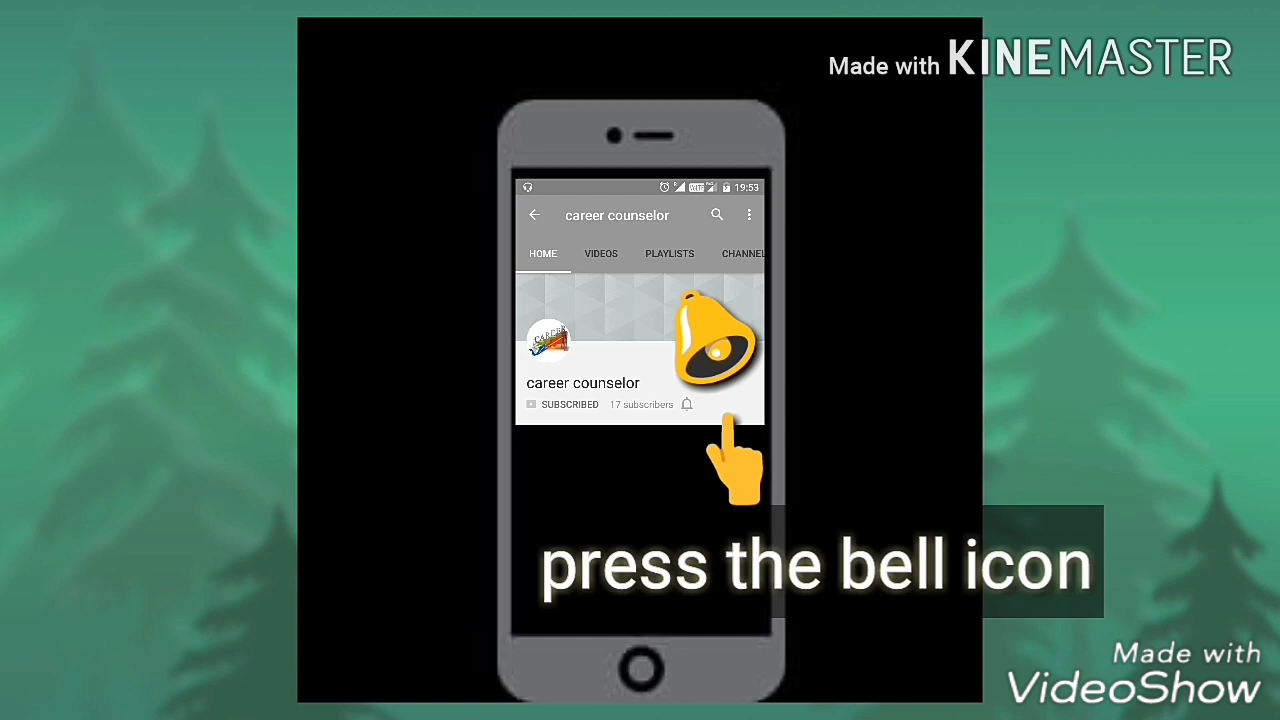 Made with KINEMASTER
19:53
career counselor
HOME VIDEOS PLAYLISTS CHANNEL
CAREER
career counselor
SUBSCRIBED 17 subscribers
press the bell icon
Made with
VideoShow